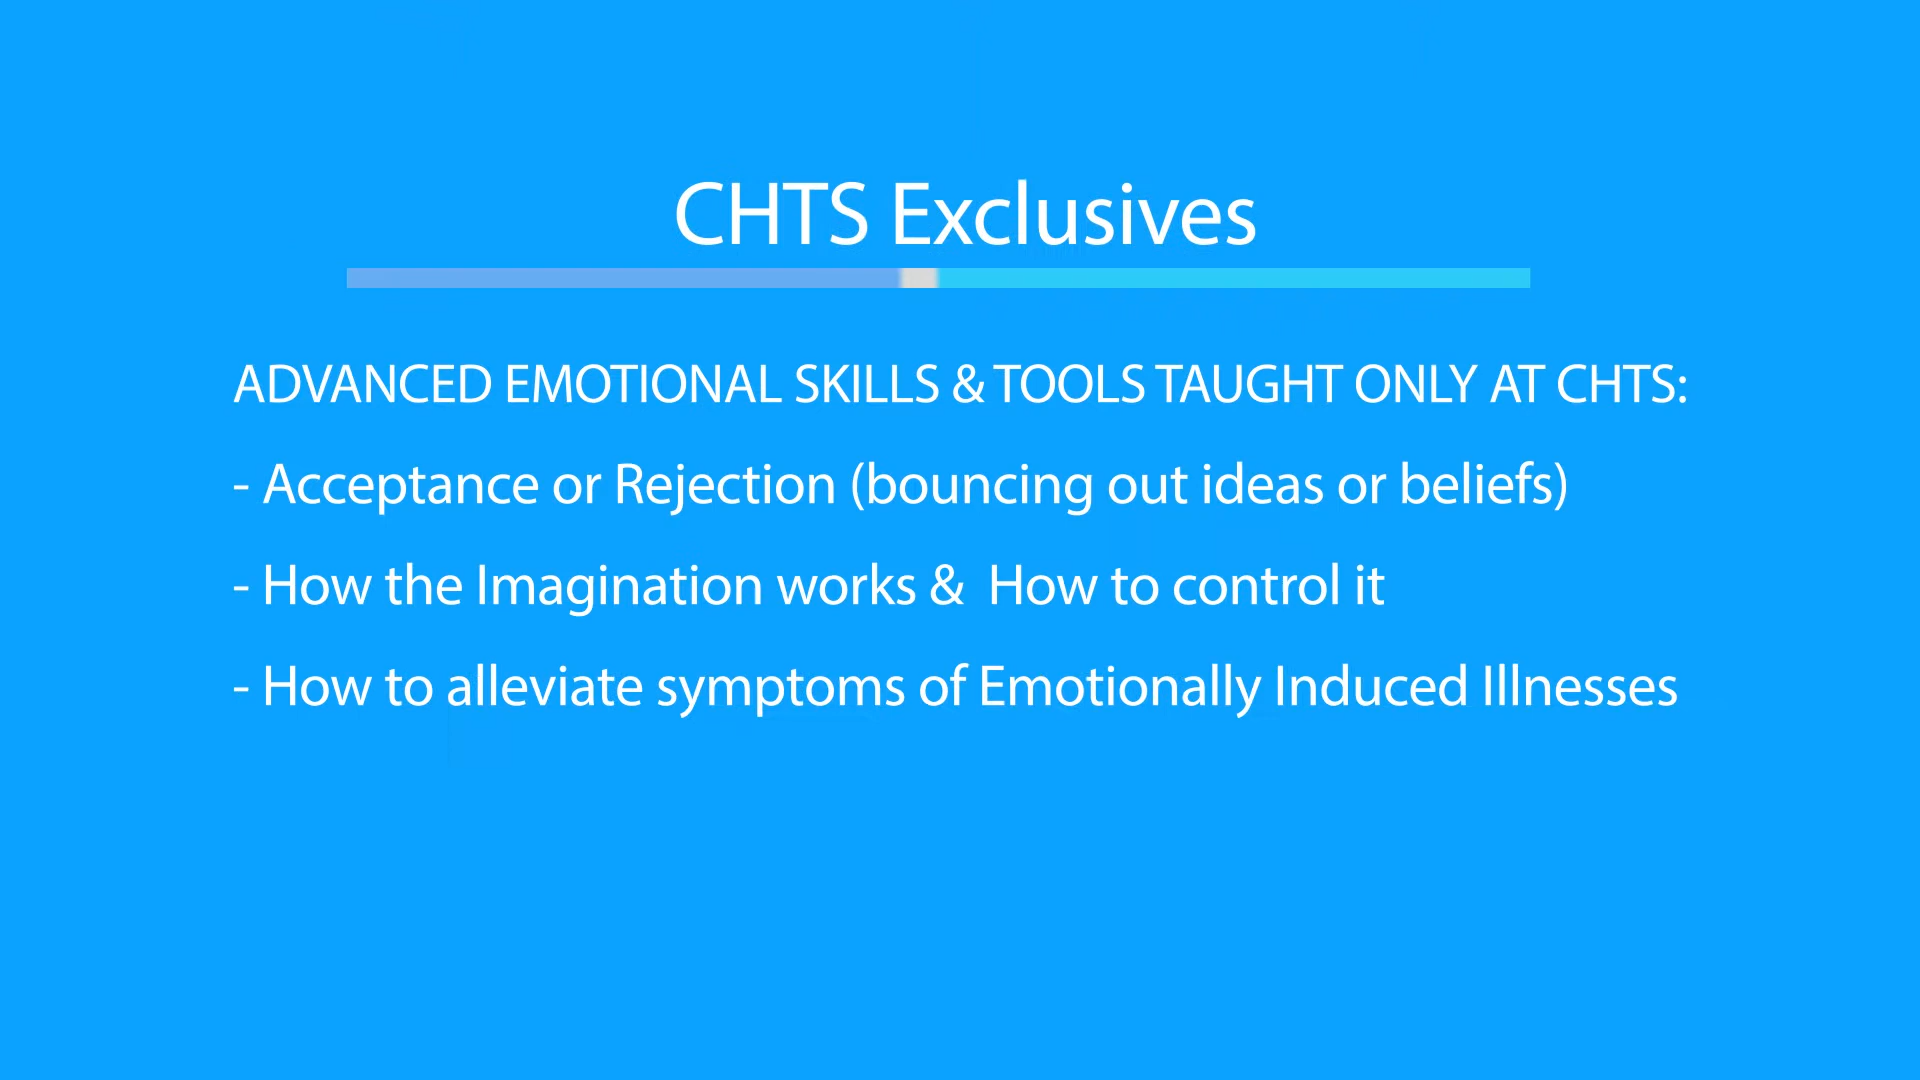 CHTS Exclusives
ADVANCED EMOTIONAL SKILLS & TOOLS TAUGHT ONLY AT CHTS:
- Acceptance or Rejection (bouncing out ideas or beliefs)
- How the Imagination works &  How to control it
- How to alleviate symptoms of Emotionally Induced Illnesses